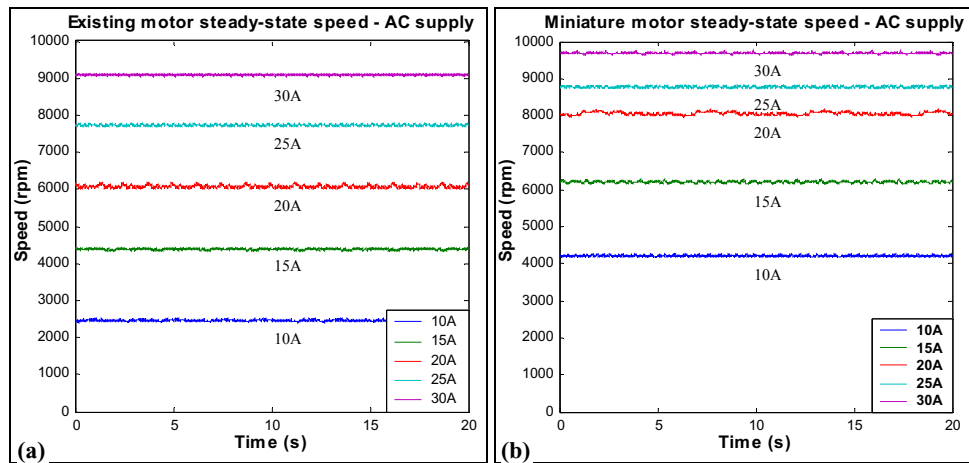 Existing motor steady-state speed - AC supply
10000
9000
8000
7000
6000
5000
4000
3000
2000
1000
0
Speed (rpm)
30A
25A
20A
15A
10A
10A
15A
20A
25A
30A
0
5
10
15
20
Time (s)
(a)
Miniature motor steady-state speed - AC supply
10000
9000
8000
7000
6000
5000
4000
3000
2000
1000
0
Speed (rpm)
30A
25A
20A
15A
10A
10A
15A
20A
25A
30A
0
5
10
15
20
Time (s)
(b)